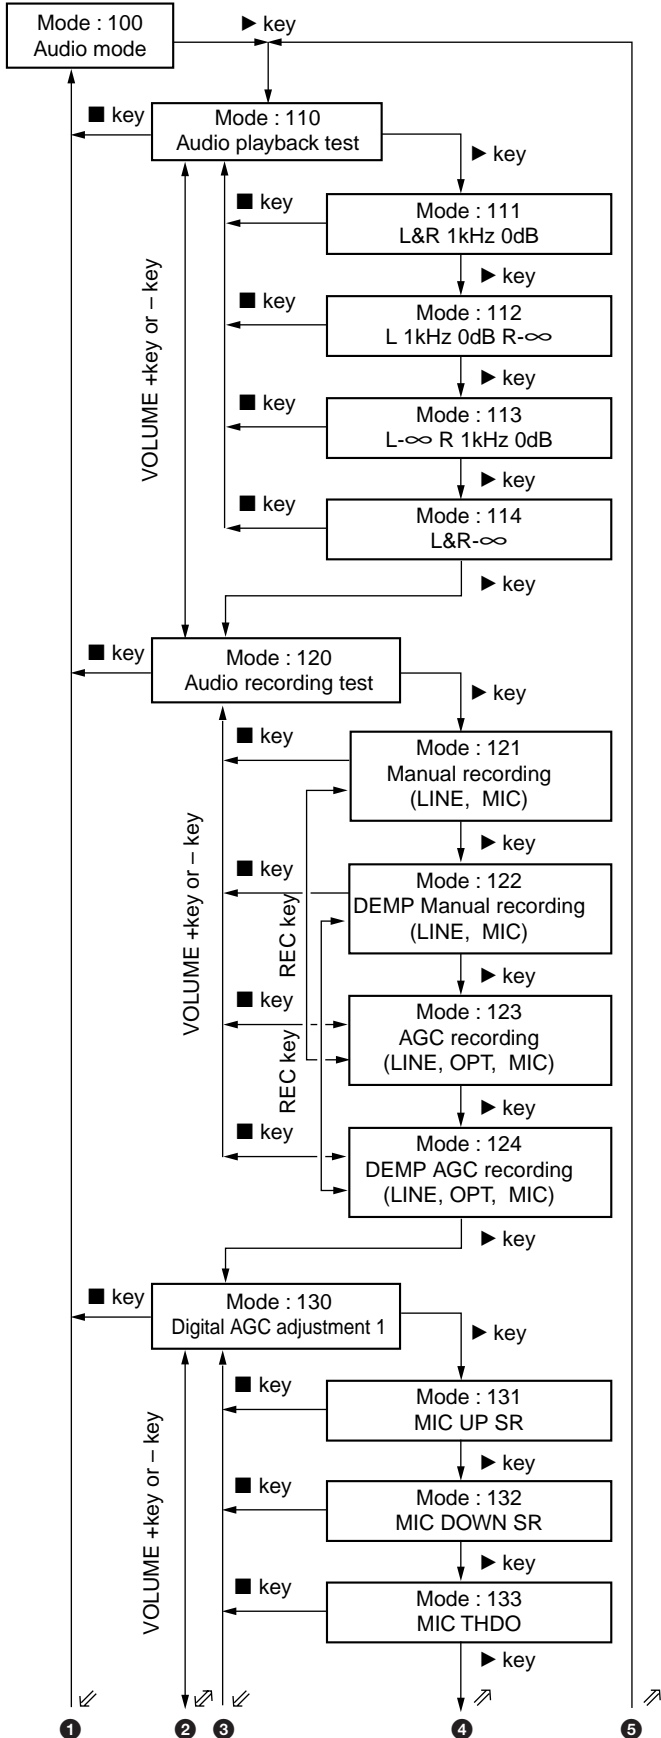 Mode : 100
Audio mode
▶ key
■ key
Mode : 110
Audio playback test
▶ key
■ key
Mode : 111
L&R 1kHz 0dB
▶ key
■ key
Mode : 112
L 1kHz 0dB R-∞
▶ key
■ key
Mode : 113
L-∞ R 1kHz 0dB
▶ key
■ key
Mode : 114
L&R-∞
▶ key
VOLUME +key or – key
■ key
Mode : 120
Audio recording test
▶ key
■ key
Mode : 121
Manual recording
(LINE, MIC)
▶ key
■ key
Mode : 122
DEMP Manual recording
(LINE, MIC)
▶ key
REC key
■ key
Mode : 123
AGC recording
(LINE, OPT, MIC)
▶ key
REC key
■ key
Mode : 124
DEMP AGC recording
(LINE, OPT, MIC)
▶ key
VOLUME +key or – key
■ key
Mode : 130
Digital AGC adjustment 1
▶ key
■ key
Mode : 131
MIC UP SR
▶ key
■ key
Mode : 132
MIC DOWN SR
▶ key
■ key
Mode : 133
MIC THDO
▶ key
VOLUME +key or – key
❶ ❷ ❸ ❹ ❺